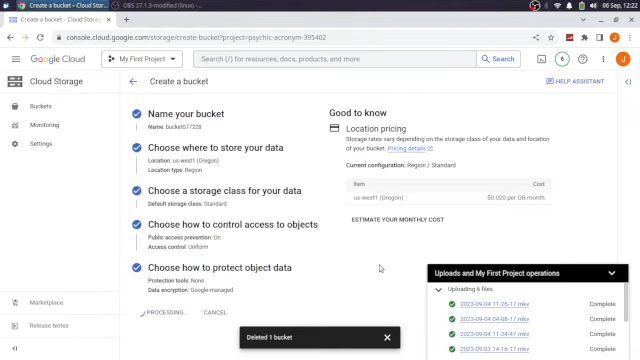 Create a bucket – Cloud Storag
OBS 27.1.3-modified (linux)-
06 Sep, 12:22
Create a bucket – Cloud Storag
console.cloud.google.com/storage/create-bucket?project=psychic-acronym-395402
J
Google Cloud
My First Project
Search (/) for resources, docs, products, and more
Search
6
J
Cloud Storage
Create a bucket
HELP ASSISTANT
Buckets
Monitoring
Settings
Marketplace
Release Notes
Name your bucket
Name: bucket077228
Choose where to store your data
Location: us-west1 (Oregon)
Location type: Region
Choose a storage class for your data
Default storage class: Standard
Choose how to control access to objects
Public access prevention: On
Access control: Uniform
Choose how to protect object data
Protection tools: None
Data encryption: Google-managed
PROCESSING...
CANCEL
Good to know
Location pricing
Storage rates vary depending on the storage class of your data and location
of your bucket. Pricing details
Current configuration: Region / Standard
Item
Cost
us-west1 (Oregon)
$0.020 per GB-month
ESTIMATE YOUR MONTHLY COST
Deleted 1 bucket
Uploads and My First Project operations
Uploading 6 files
2023-09-04 11-26-17.mkv
Complete
2023-09-04 04-08-17.mkv
Complete
2023-09-04 11-24-47.mkv
Complete
2023-09-03 14-16-17.mkv
Complete